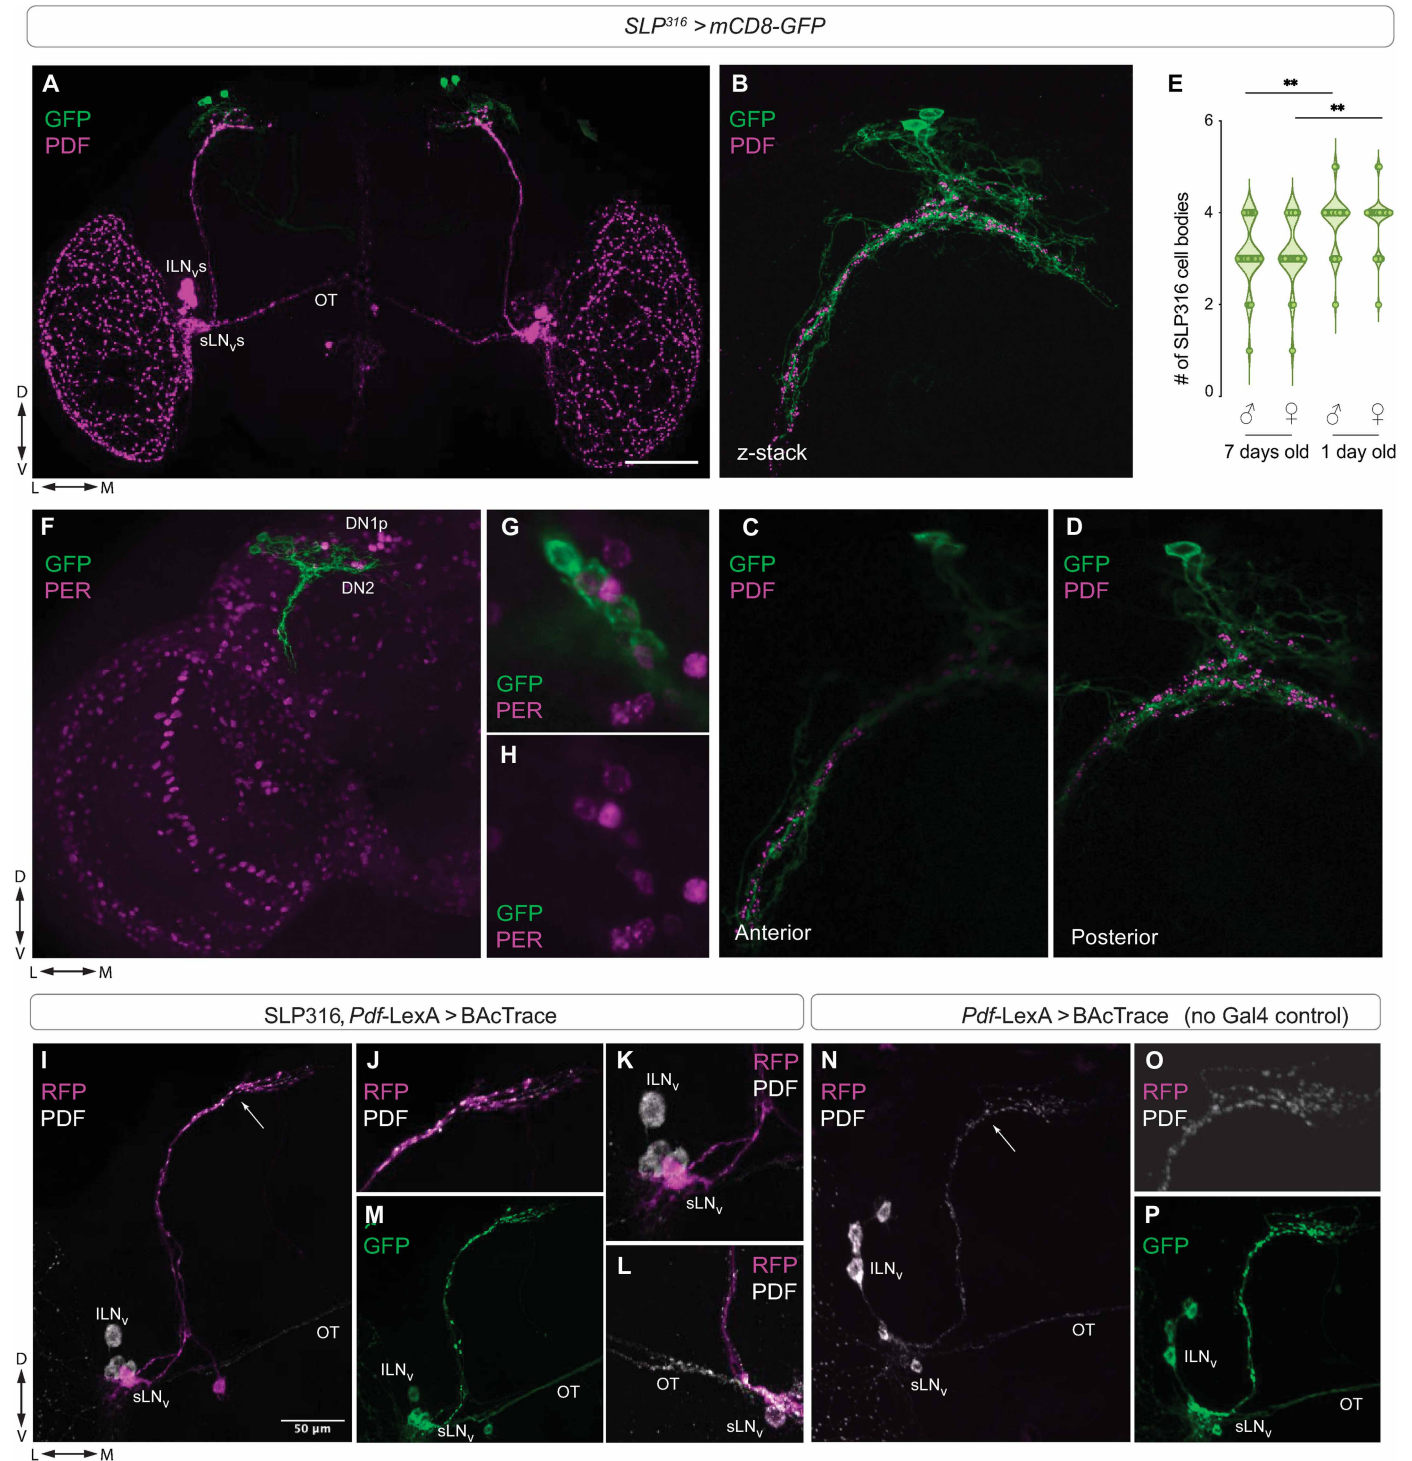 SLP³¹⁶ > mCD8-GFP
A
GFP
PDF
lLNᵥs
sLNᵥs
OT
D
V
L
M
B
GFP
PDF
z-stack
E
**
**
# of SLP316 cell bodies
6
4
2
0
♂ ♀ ♂ ♀
7 days old 1 day old
F
GFP
PER
DN1p
DN2
D
V
L
M
G
GFP
PER
H
GFP
PER
C
GFP
PDF
Anterior
D
GFP
PDF
Posterior
SLP316, Pdf-LexA > BAcTrace
Pdf-LexA > BAcTrace (no Gal4 control)
I
RFP
PDF
lLNᵥ
sLNᵥ
OT
50 µm
D
V
L
M
J
RFP
PDF
K
RFP
PDF
lLNᵥ
sLNᵥ
M
GFP
lLNᵥ
sLNᵥ
OT
L
RFP
PDF
OT
sLNᵥ
N
RFP
PDF
lLNᵥ
sLNᵥ
OT
O
RFP
PDF
P
GFP
lLNᵥ
sLNᵥ
OT